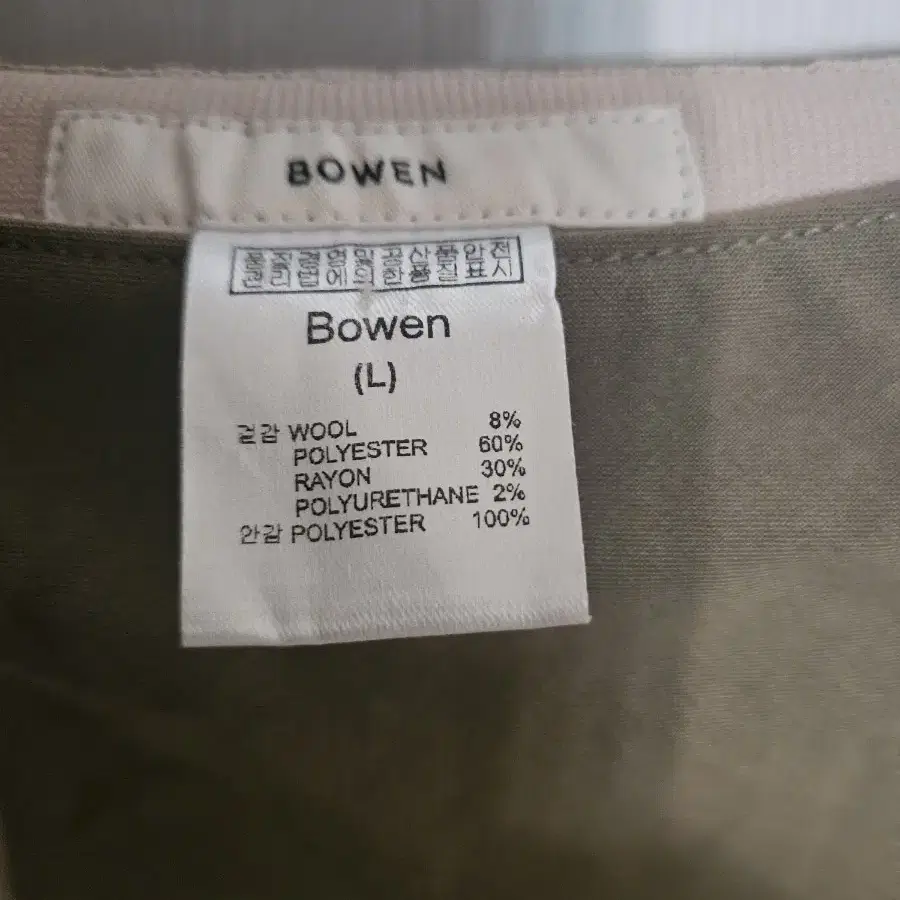 BOWEN
품질경영및공산품안전
관리법에의한품질표시
Bowen
(L)
겉감 WOOL 8%
POLYESTER 60%
RAYON 30%
POLYURETHANE 2%
안감 POLYESTER 100%